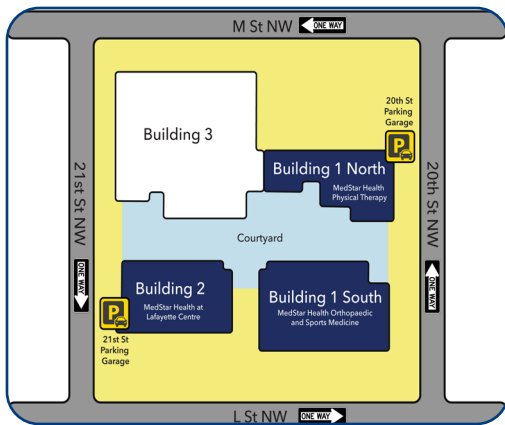 M St NW
ONE WAY
20th St
Parking
Garage
P
Building 3
Building 1 North
MedStar Health
Physical Therapy
21st St NW
20th St NW
Courtyard
ONE WAY
ONE WAY
Building 2
MedStar Health at
Lafayette Centre
Building 1 South
MedStar Health Orthopaedic
and Sports Medicine
P
21st St
Parking
Garage
L St NW
ONE WAY